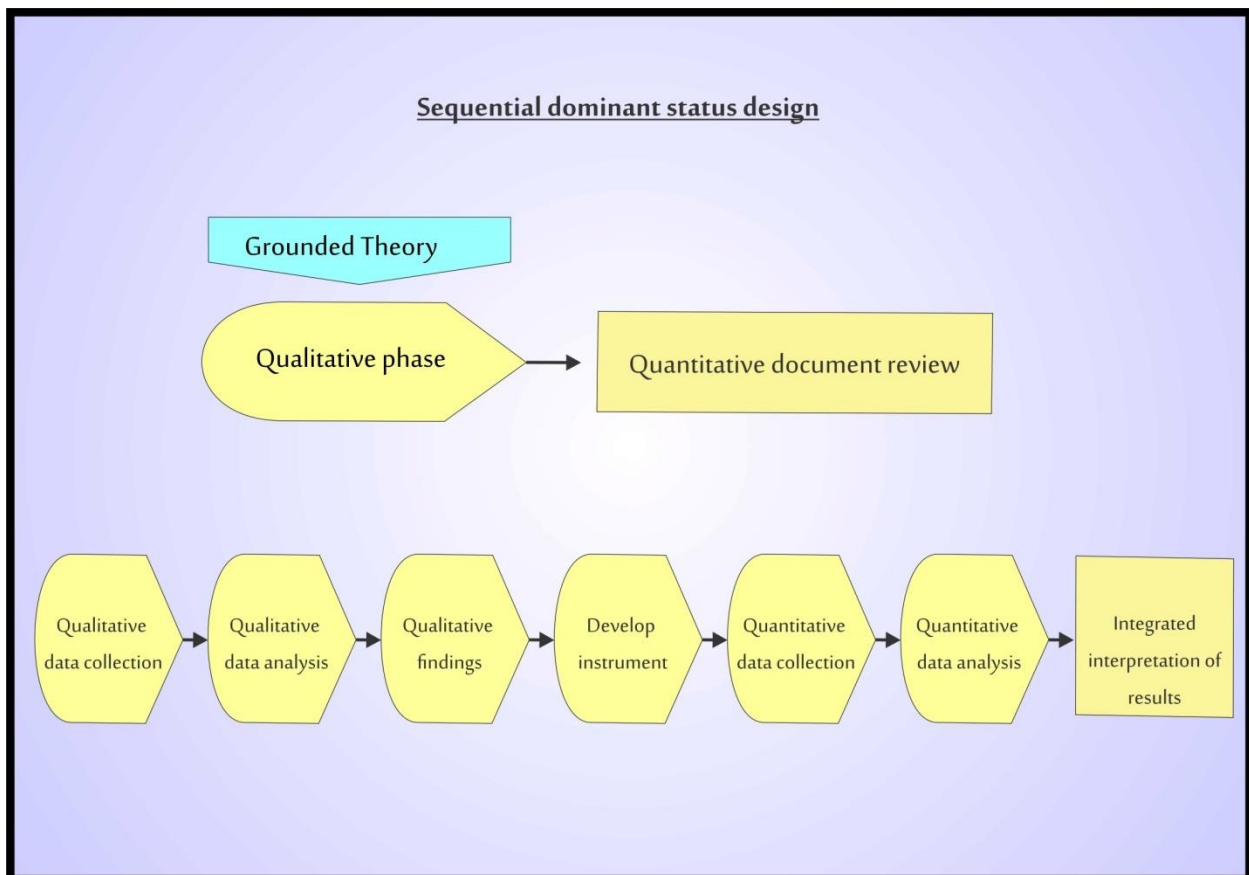 Sequential dominant status design
Grounded Theory
Qualitative phase
Quantitative document review
Qualitative
data collection
Qualitative
data analysis
Qualitative
findings
Develop
instrument
Quantitative
data collection
Quantitative
data analysis
Integrated
interpretation of
results